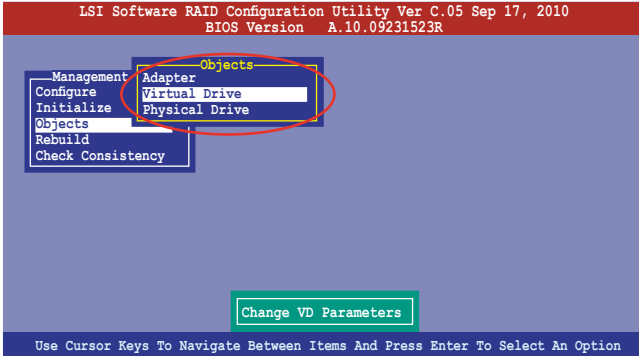 LSI Software RAID Configuration Utility Ver C.05 Sep 17, 2010
BIOS Version A.10.09231523R
Management
Configure
Initialize
Objects
Rebuild
Check Consistency
Objects
Adapter
Virtual Drive
Physical Drive
Change VD Parameters
Use Cursor Keys To Navigate Between Items And Press Enter To Select An Option